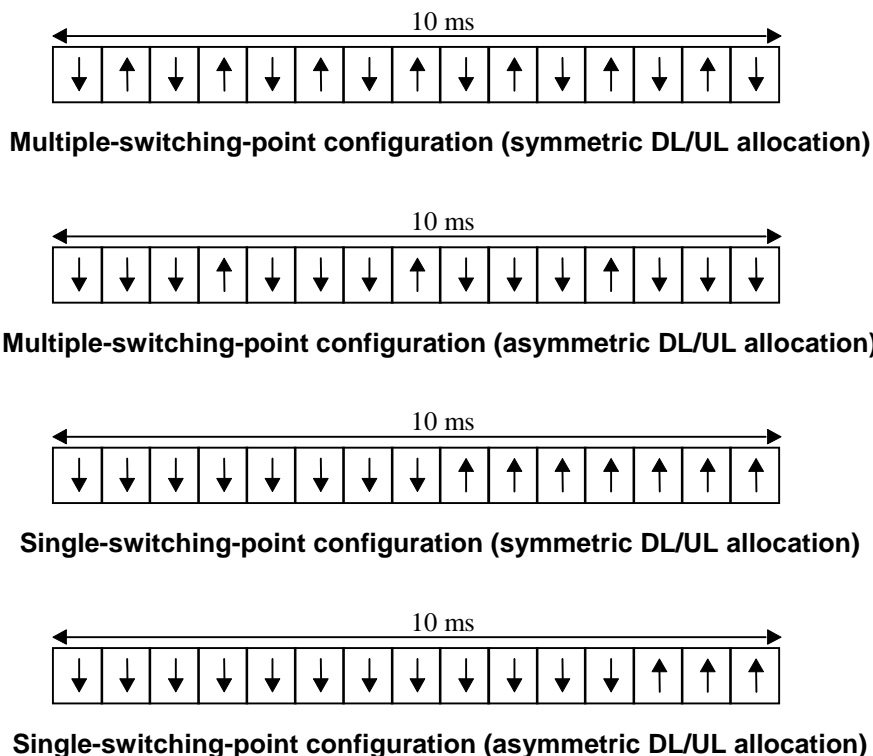 10 ms
Multiple-switching-point configuration (symmetric DL/UL allocation)
10 ms
Multiple-switching-point configuration (asymmetric DL/UL allocation)
10 ms
Single-switching-point configuration (symmetric DL/UL allocation)
10 ms
Single-switching-point configuration (asymmetric DL/UL allocation)